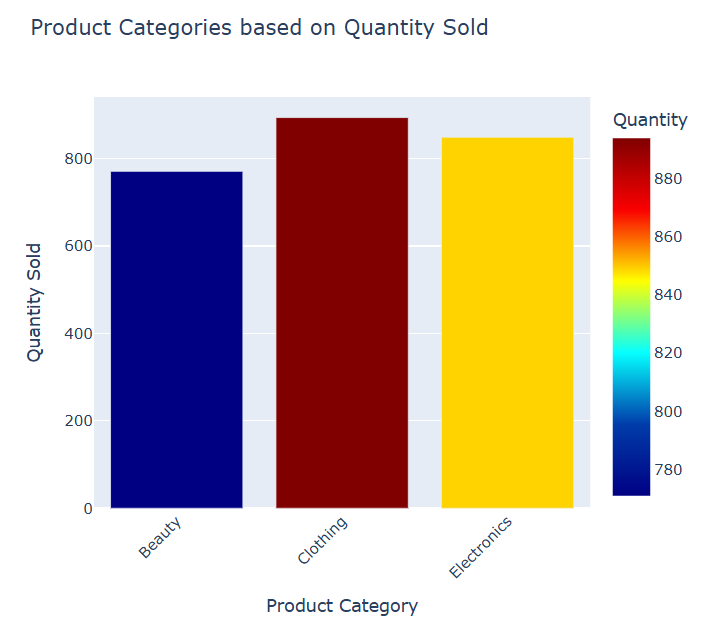 Product Categories based on Quantity Sold
Quantity
Quantity Sold
800
600
400
200
0
880
860
840
820
800
780
Beauty
Clothing
Electronics
Product Category